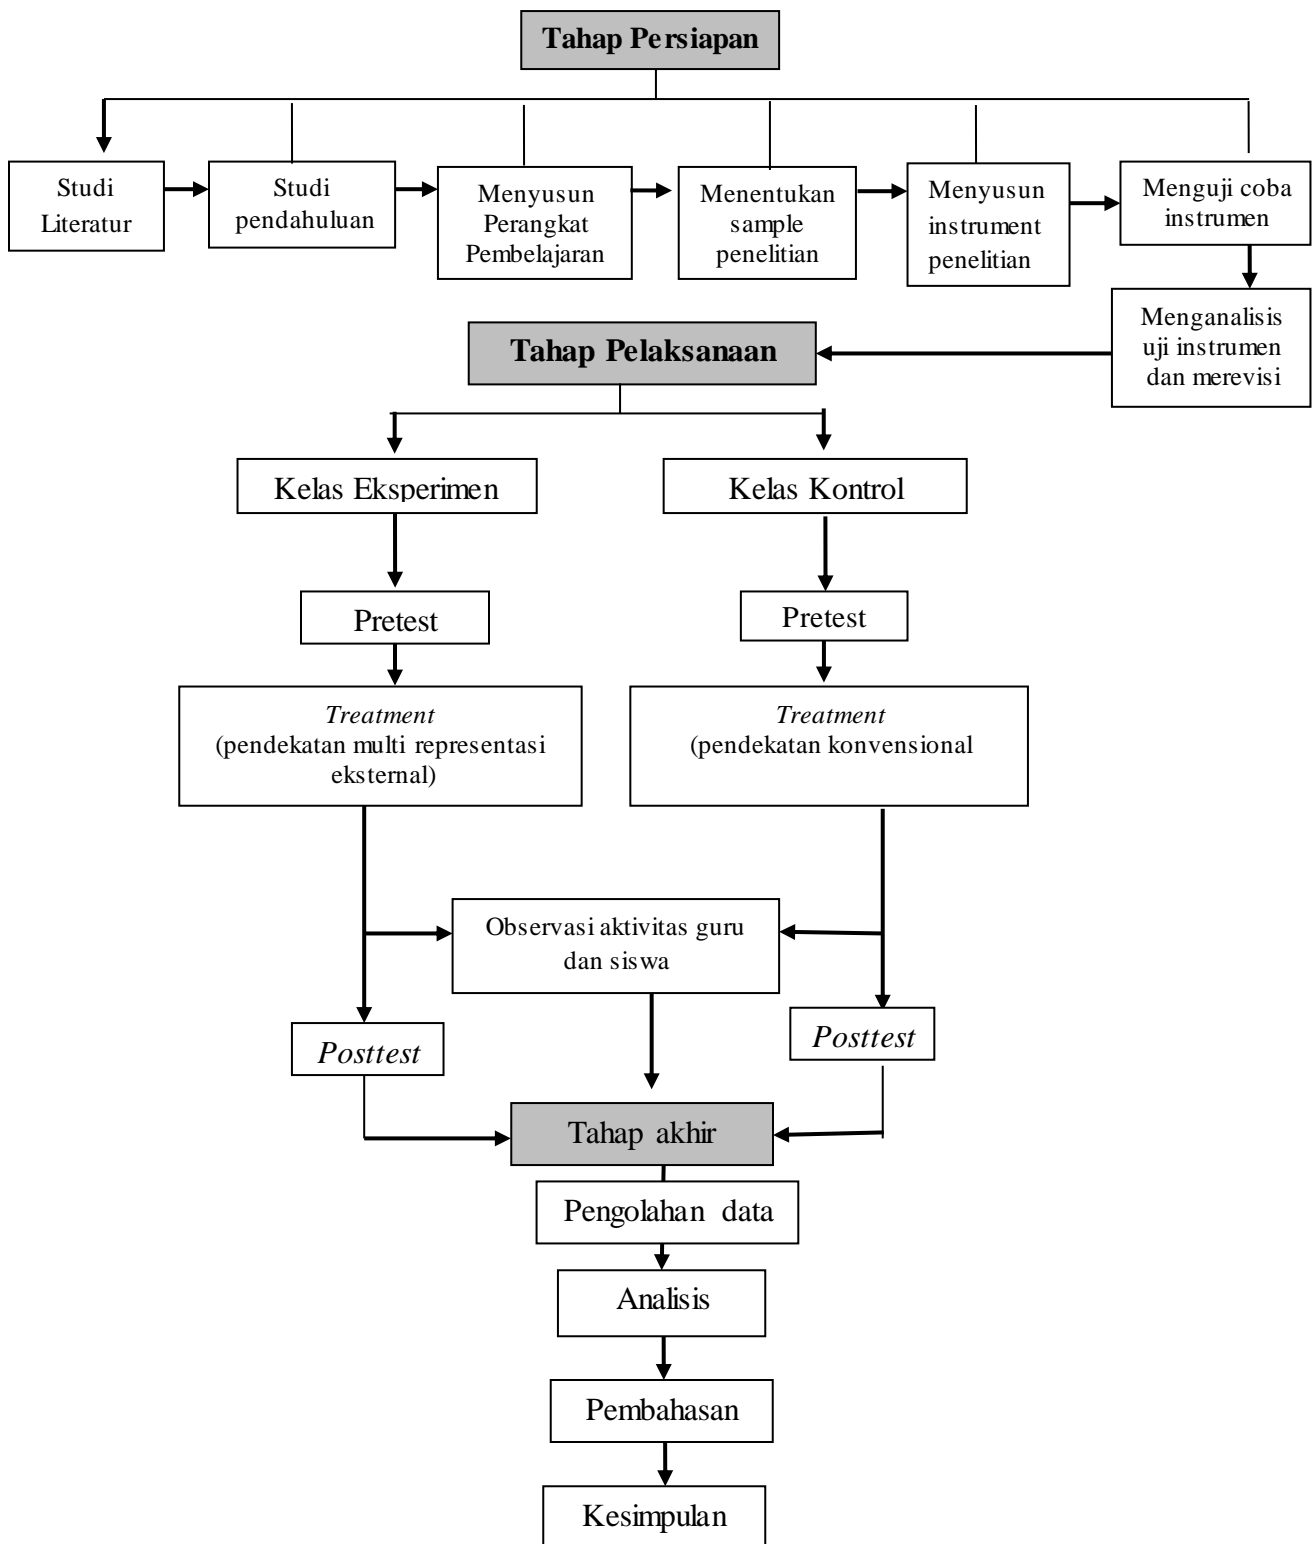 Tahap Persiapan
Studi
Literatur
Studi
pendahuluan
Menyusun
Perangkat
Pembelajaran
Menentukan
sample
penelitian
Menyusun
instrument
penelitian
Menguji coba
instrumen
Menganalisis
uji instrumen
dan merevisi
Tahap Pelaksanaan
Kelas Eksperimen
Kelas Kontrol
Pretest
Pretest
Treatment
(pendekatan multi representasi
eksternal)
Treatment
(pendekatan konvensional
Observasi aktivitas guru
dan siswa
Posttest
Posttest
Tahap akhir
Pengolahan data
Analisis
Pembahasan
Kesimpulan